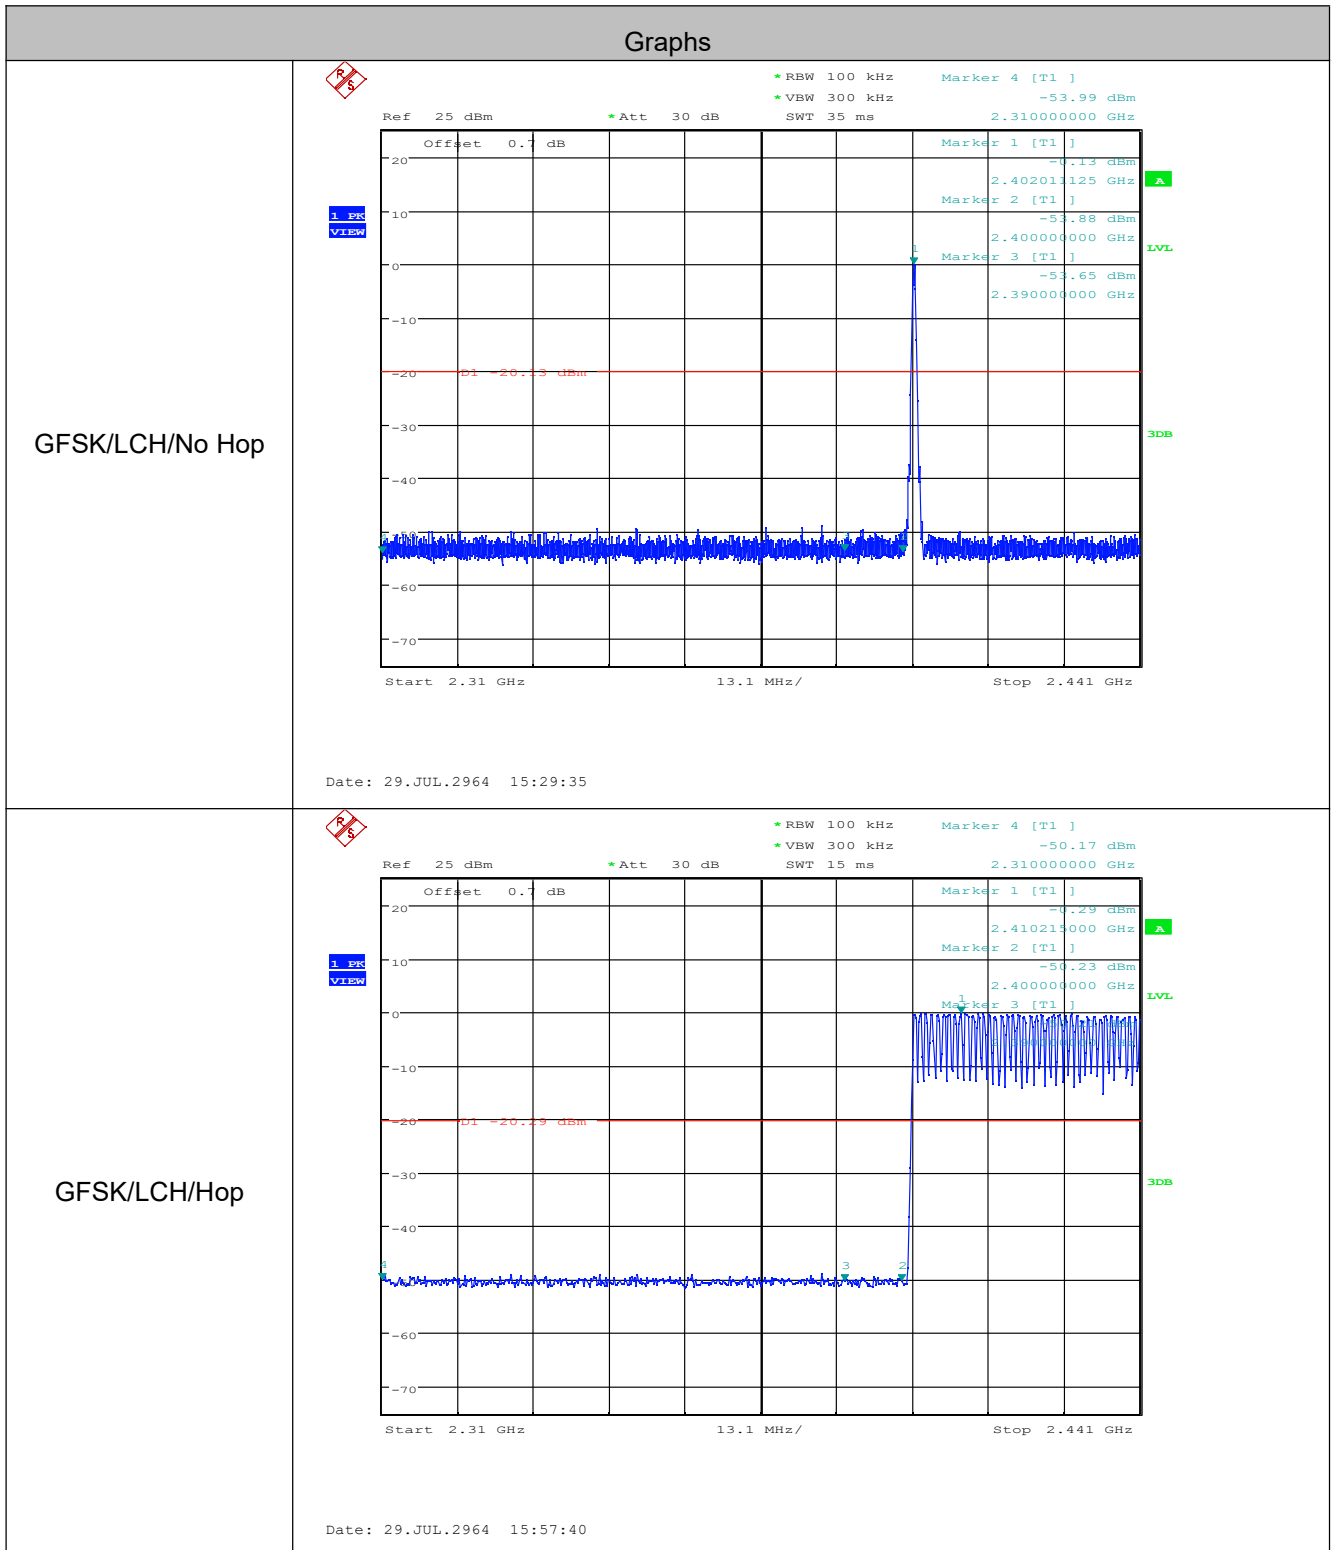 Graphs
GFSK/LCH/No Hop
R S
* RBW 100 kHz
Marker 4 [T1 ]
* VBW 300 kHz
-53.99 dBm
Ref 25 dBm
* Att 30 dB
SWT 35 ms
2.310000000 GHz
Offset 0.7 dB
Marker 1 [T1 ]
-0.13 dBm
2.402011125 GHz
A
Marker 2 [T1 ]
-53.88 dBm
2.400000000 GHz
Marker 3 [T1 ]
-53.65 dBm
2.390000000 GHz
1 PK
VIEW
LVL
3DB
1
20
10
0
-10
-20
D1 -20.13 dBm
-30
-40
-60
-70
Start 2.31 GHz
13.1 MHz/
Stop 2.441 GHz
Date: 29.JUL.2964 15:29:35
GFSK/LCH/Hop
R S
* RBW 100 kHz
Marker 4 [T1 ]
* VBW 300 kHz
-50.17 dBm
Ref 25 dBm
* Att 30 dB
SWT 15 ms
2.310000000 GHz
Offset 0.7 dB
Marker 1 [T1 ]
-0.29 dBm
2.410215000 GHz
A
Marker 2 [T1 ]
-50.23 dBm
2.400000000 GHz
Marker 3 [T1 ]
1 PK
VIEW
LVL
3DB
1
20
10
0
-10
-20
D1 -20.29 dBm
-30
-40
4
3
2
-60
-70
Start 2.31 GHz
13.1 MHz/
Stop 2.441 GHz
Date: 29.JUL.2964 15:57:40